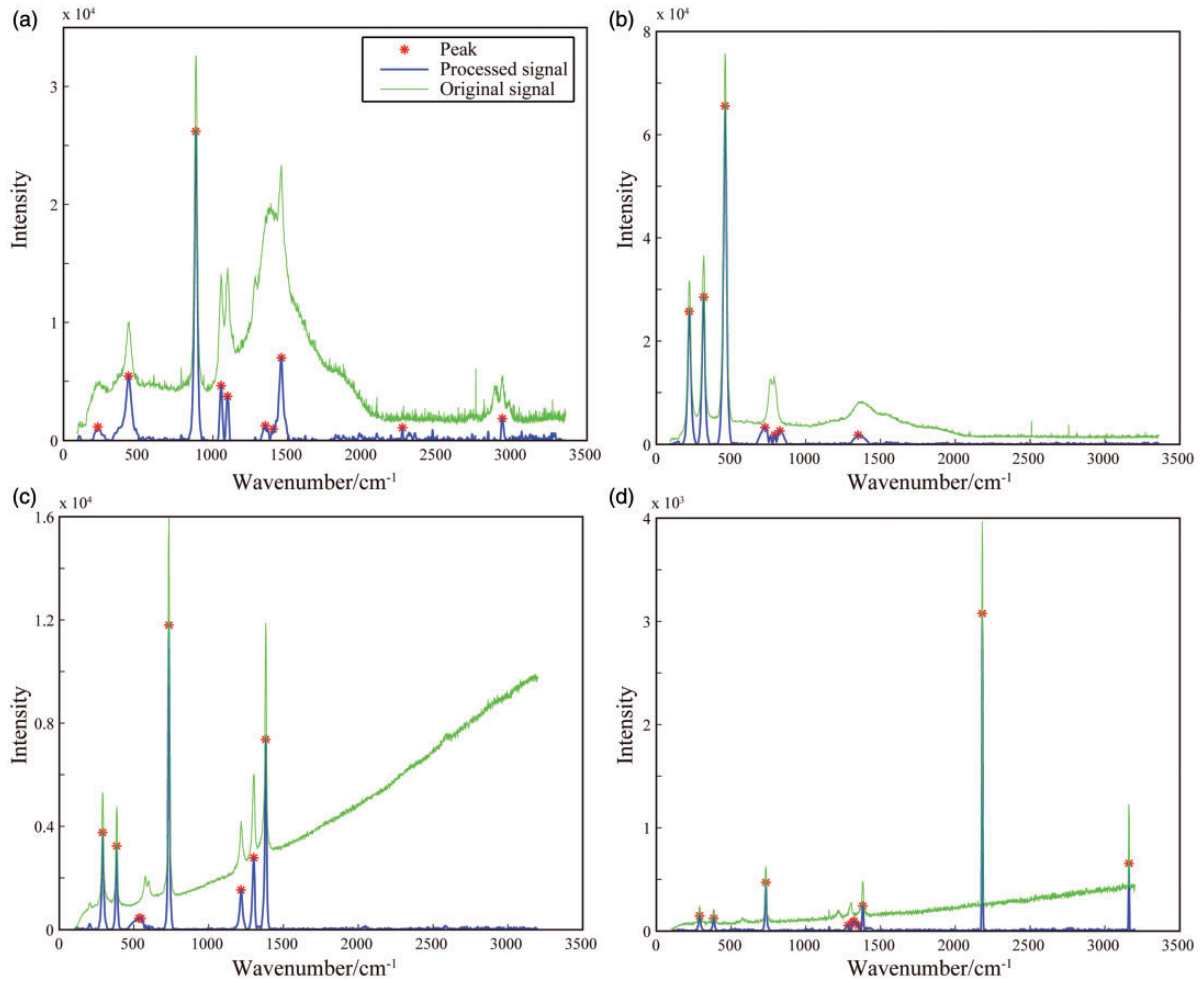 (a)
x 10⁴
3
2
1
0
Intensity
0 500 1000 1500 2000 2500 3000 3500
Wavenumber/cm⁻¹
Peak
Processed signal
Original signal
(b)
x 10⁴
8
6
4
2
0
Intensity
0 500 1000 1500 2000 2500 3000 3500
Wavenumber/cm⁻¹
(c)
x 10⁴
1.6
1.2
0.8
0.4
0
Intensity
0 500 1000 1500 2000 2500 3000 3500
Wavenumber/cm⁻¹
(d)
x 10³
4
3
2
1
0
Intensity
0 500 1000 1500 2000 2500 3000 3500
Wavenumber/cm⁻¹